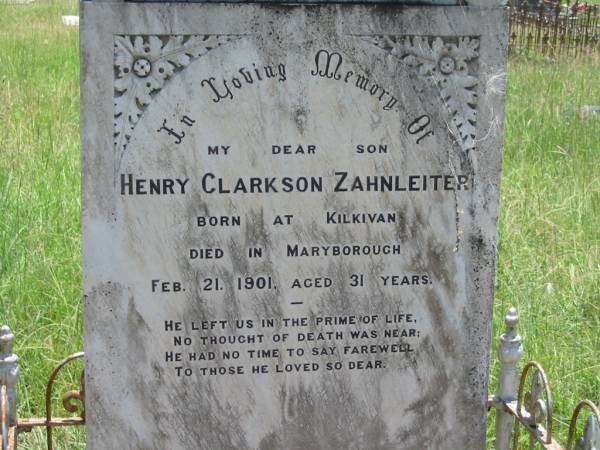 In Loving Memory Of
MY DEAR SON
HENRY CLARKSON ZAHNLEITER
BORN AT KILKIVAN
DIED IN MARYBOROUGH
FEB. 21. 1901, AGED 31 YEARS.
HE LEFT US IN THE PRIME OF LIFE,
NO THOUGHT OF DEATH WAS NEAR;
HE HAD NO TIME TO SAY FAREWELL
TO THOSE HE LOVED SO DEAR.